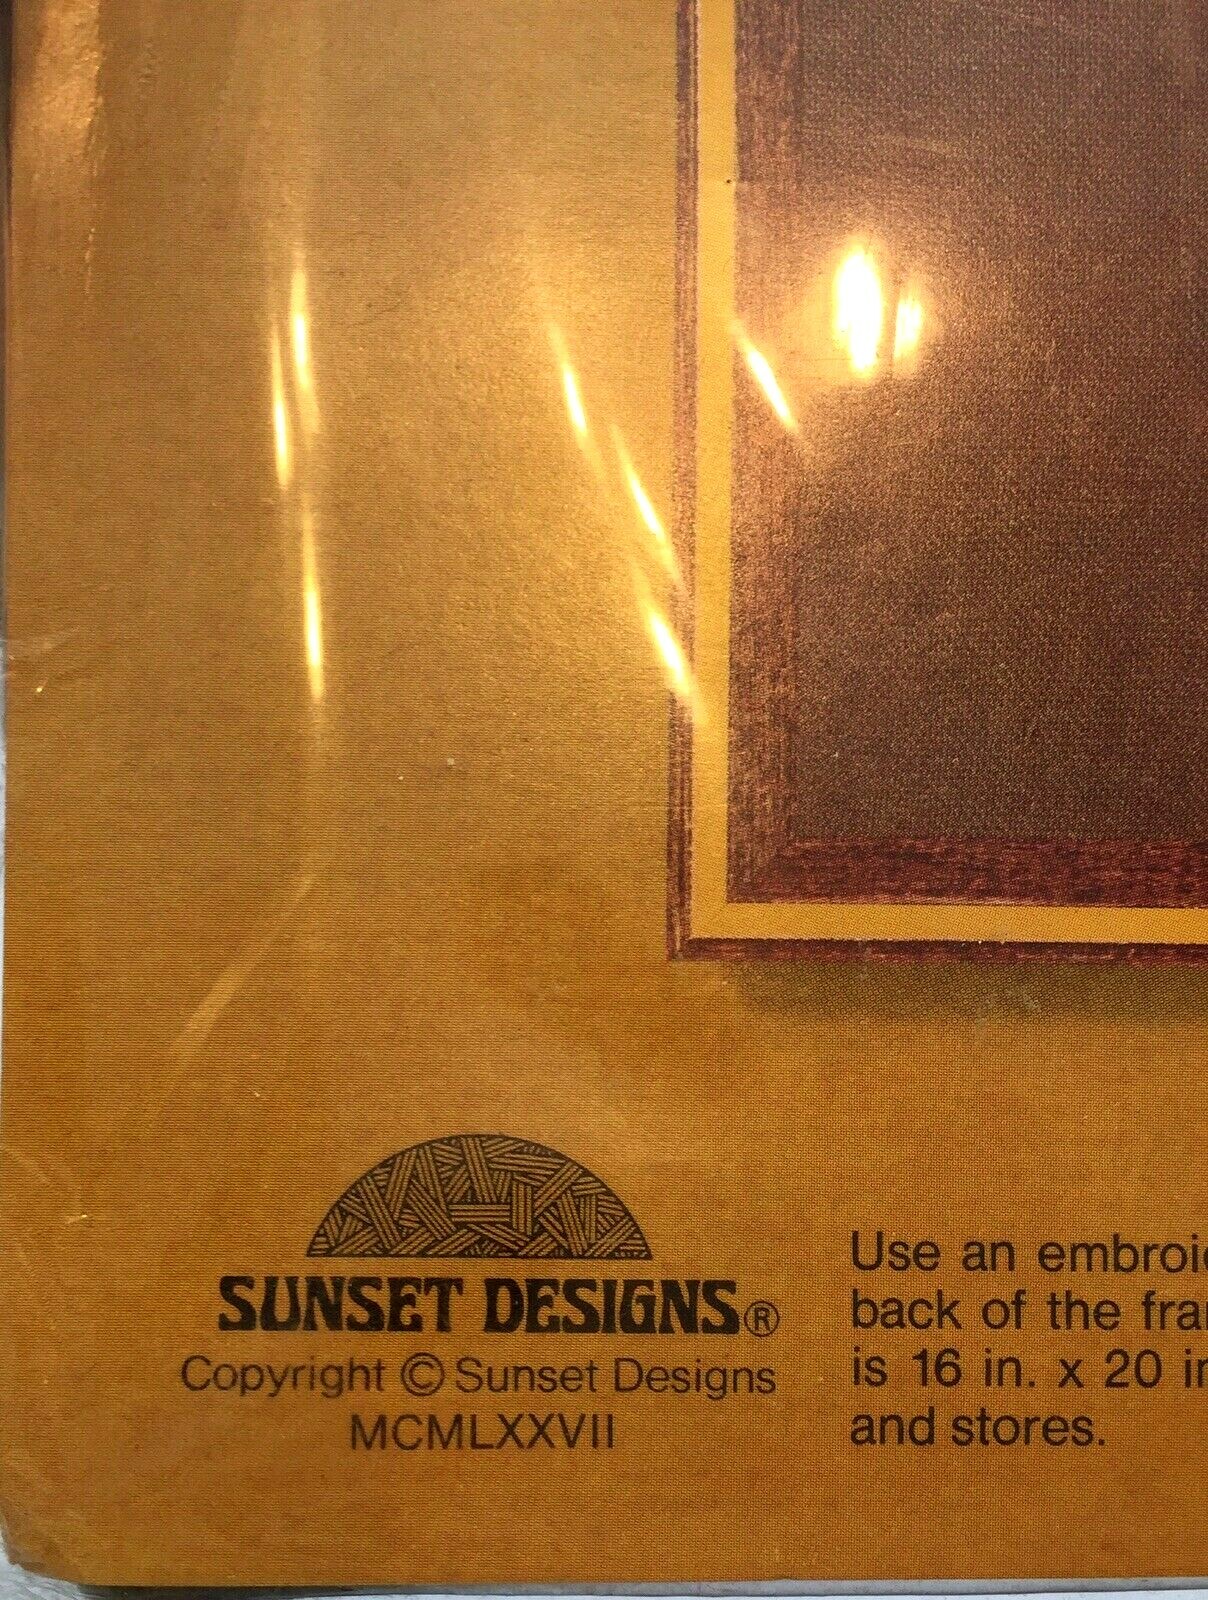 SUNSET DESIGNS®
Copyright © Sunset Designs
MCMLXXVII
Use an
back of the
is 16 in. x 20
and stores.